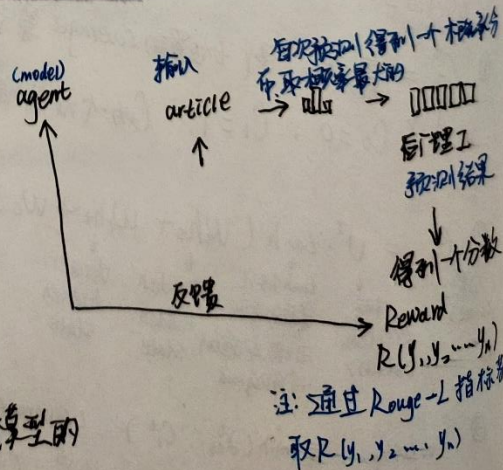 每次预测得到一个概率分
布,取概率最大的
(model)
agent
输入
article
后处理
预测结果
得到一个分数
反馈
Reward
R(y1,y2……yn)
注:通过Rouge-L指标
取R(y1,y2…yn)
模型的